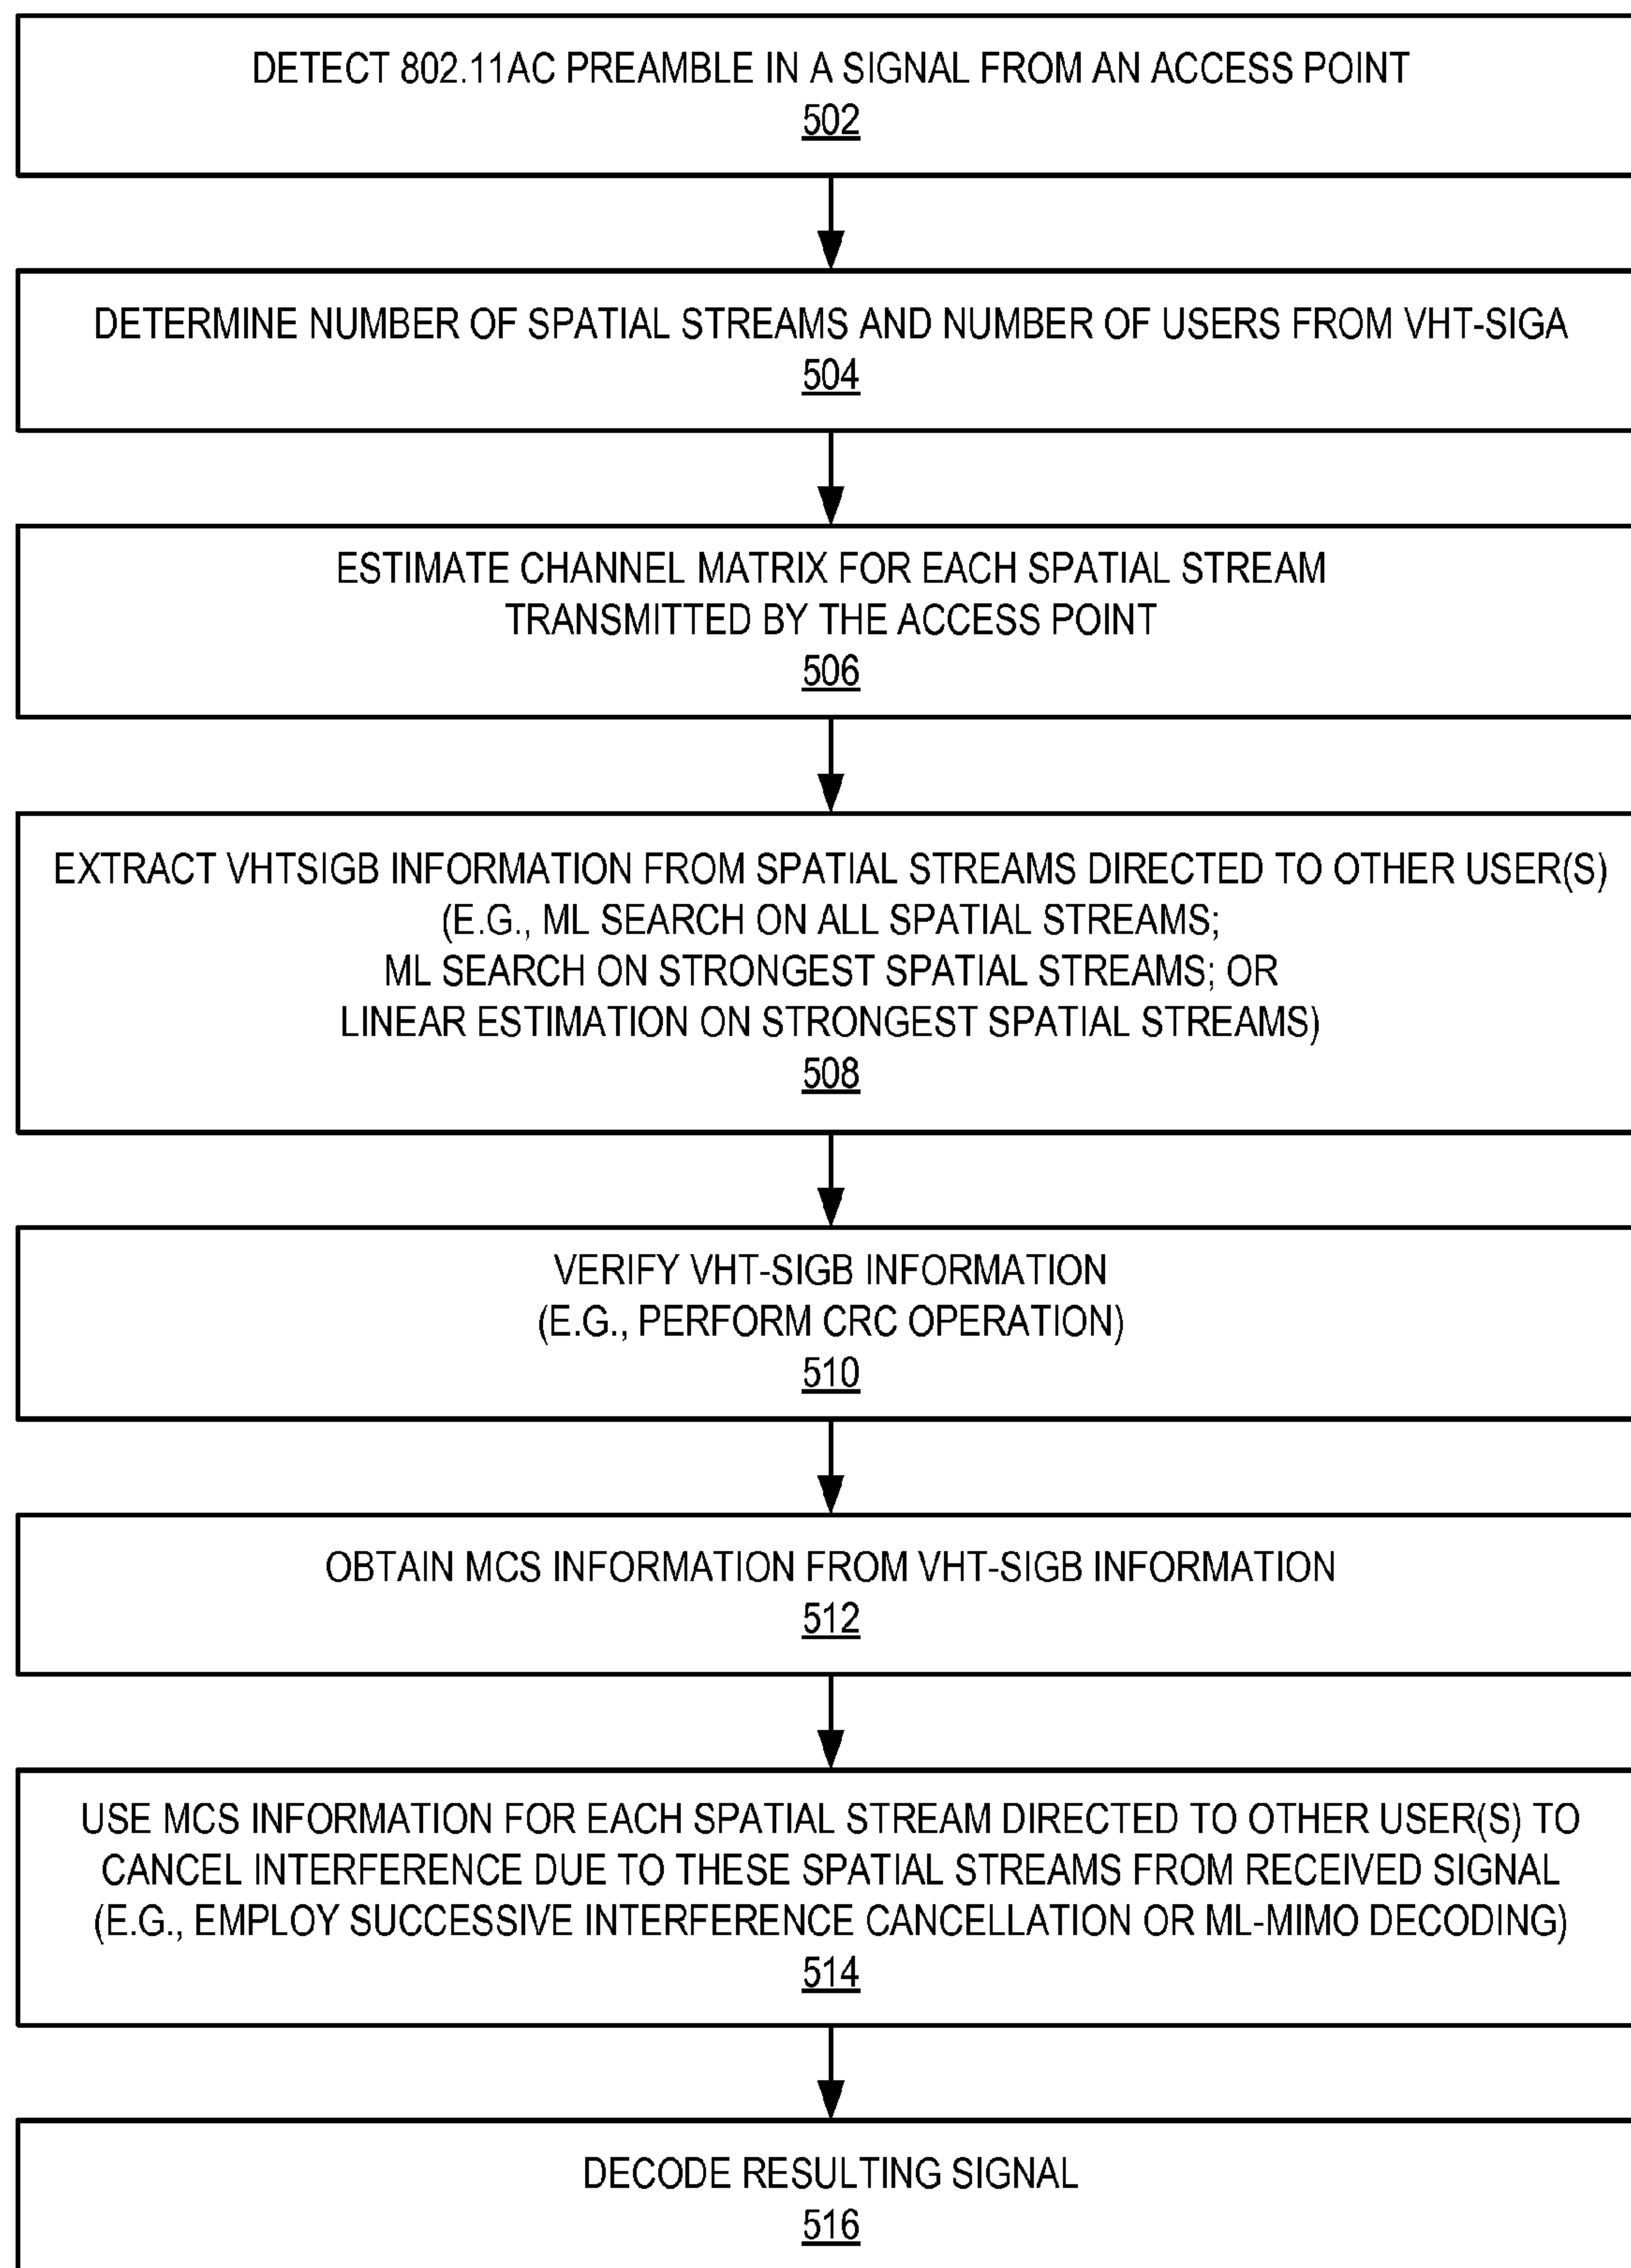 DETECT 802.11AC PREAMBLE IN A SIGNAL FROM AN ACCESS POINT
502
DETERMINE NUMBER OF SPATIAL STREAMS AND NUMBER OF USERS FROM VHT-SIGA
504
ESTIMATE CHANNEL MATRIX FOR EACH SPATIAL STREAM
TRANSMITTED BY THE ACCESS POINT
506
EXTRACT VHTSIGB INFORMATION FROM SPATIAL STREAMS DIRECTED TO OTHER USER(S)
(E.G., ML SEARCH ON ALL SPATIAL STREAMS;
ML SEARCH ON STRONGEST SPATIAL STREAMS; OR
LINEAR ESTIMATION ON STRONGEST SPATIAL STREAMS)
508
VERIFY VHT-SIGB INFORMATION
(E.G., PERFORM CRC OPERATION)
510
OBTAIN MCS INFORMATION FROM VHT-SIGB INFORMATION
512
USE MCS INFORMATION FOR EACH SPATIAL STREAM DIRECTED TO OTHER USER(S) TO
CANCEL INTERFERENCE DUE TO THESE SPATIAL STREAMS FROM RECEIVED SIGNAL
(E.G., EMPLOY SUCCESSIVE INTERFERENCE CANCELLATION OR ML-MIMO DECODING)
514
DECODE RESULTING SIGNAL
516